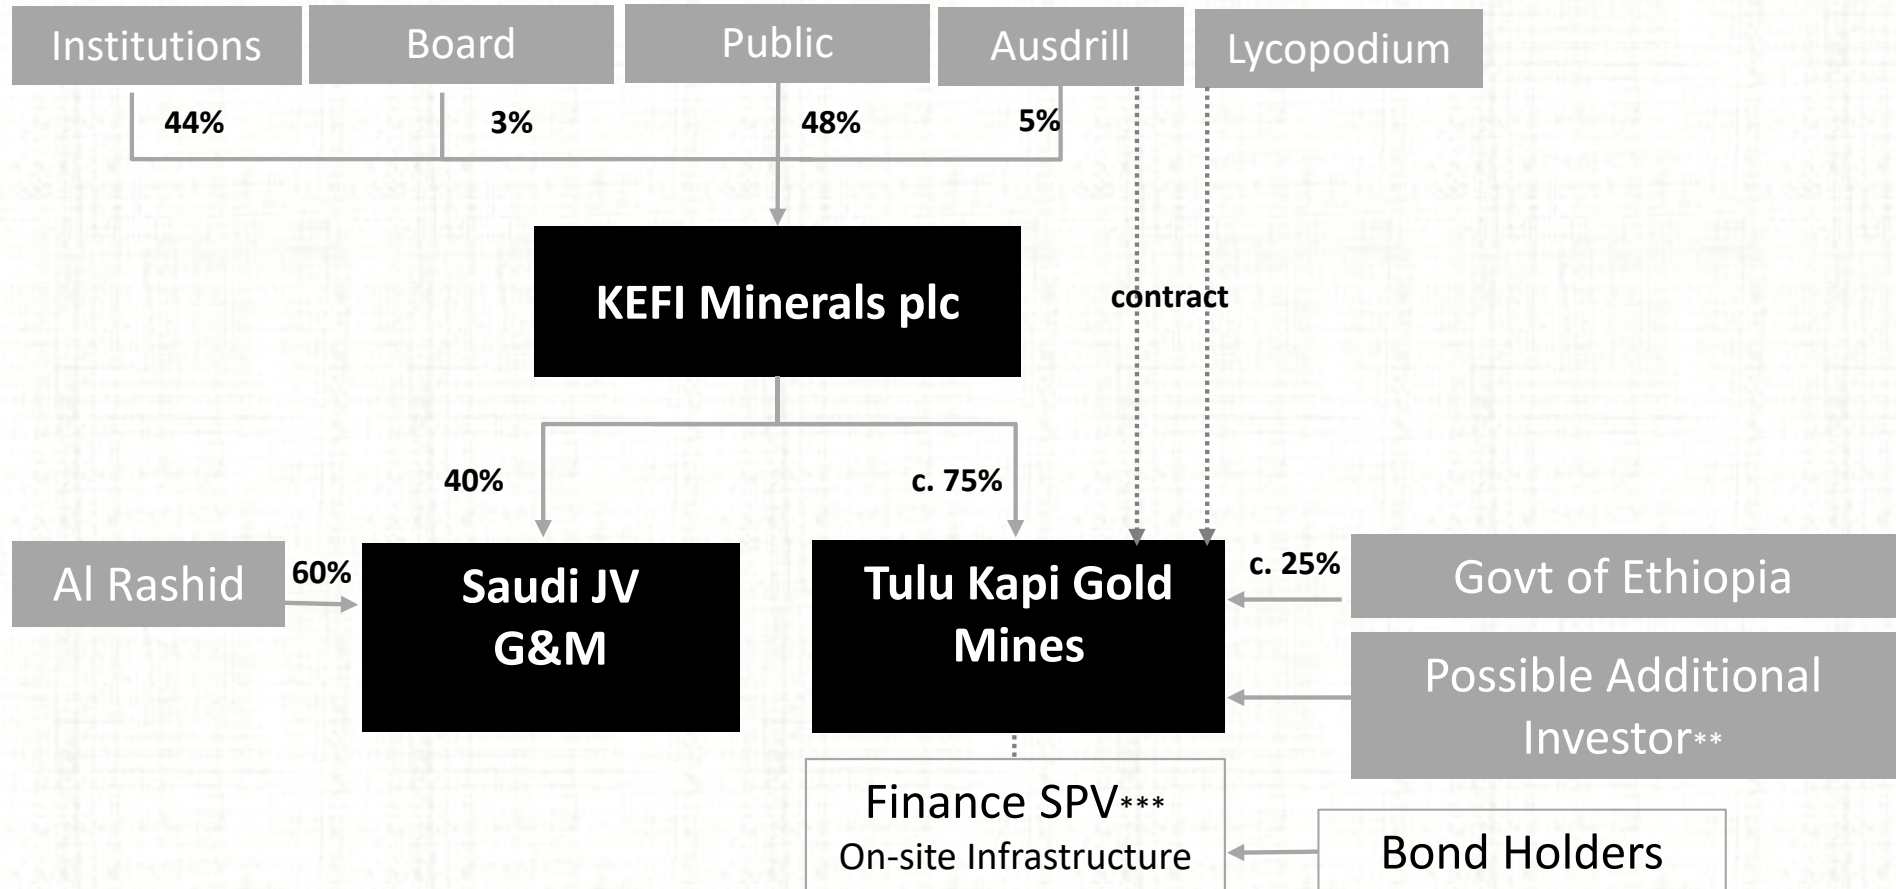 Institutions
Board
Public
Ausdrill
Lycopodium
44%
3%
48%
5%
KEFI Minerals plc
contract
40%
c. 75%
Al Rashid
60%
Saudi JV
G&M
Tulu Kapi Gold
Mines
c. 25%
Govt of Ethiopia
Possible Additional
Investor**
Finance SPV***
On-site Infrastructure
Bond Holders